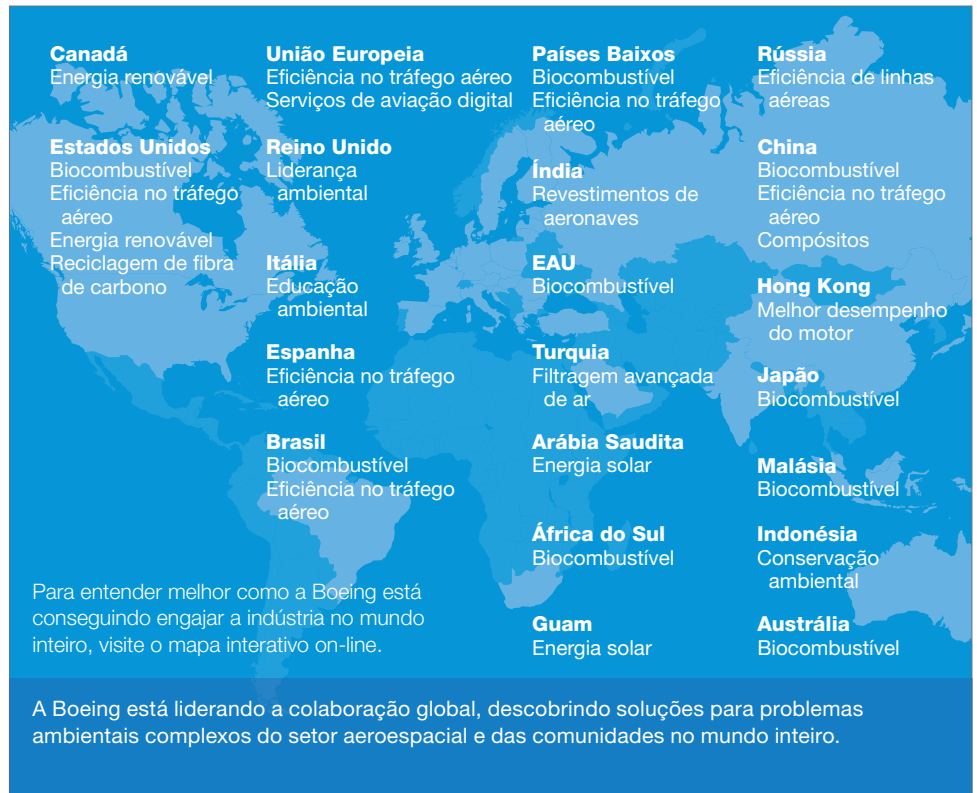 Canadá
Energia renovável
Estados Unidos
Biocombustível
Eficiência no tráfego
aéreo
Energia renovável
Reciclagem de fibra
de carbono
União Europeia
Eficiência no tráfego aéreo
Serviços de aviação digital
Reino Unido
Liderança
ambiental
Itália
Educação
ambiental
Espanha
Eficiência no tráfego
aéreo
Brasil
Biocombustível
Eficiência no tráfego
aéreo
Países Baixos
Biocombustível
Eficiência no tráfego
aéreo
Índia
Revestimentos de
aeronaves
EAU
Biocombustível
Turquia
Filtragem avançada
de ar
Arábia Saudita
Energia solar
África do Sul
Biocombustível
Guam
Energia solar
Rússia
Eficiência de linhas
aéreas
China
Biocombustível
Eficiência no tráfego
aéreo
Compósitos
Hong Kong
Melhor desempenho
do motor
Japão
Biocombustível
Malásia
Biocombustível
Indonésia
Conservação
ambiental
Austrália
Biocombustível
Para entender melhor como a Boeing está
conseguindo engajar a indústria no mundo
inteiro, visite o mapa interativo on-line.
A Boeing está liderando a colaboração global, descobrindo soluções para problemas
ambientais complexos do setor aeroespacial e das comunidades no mundo inteiro.